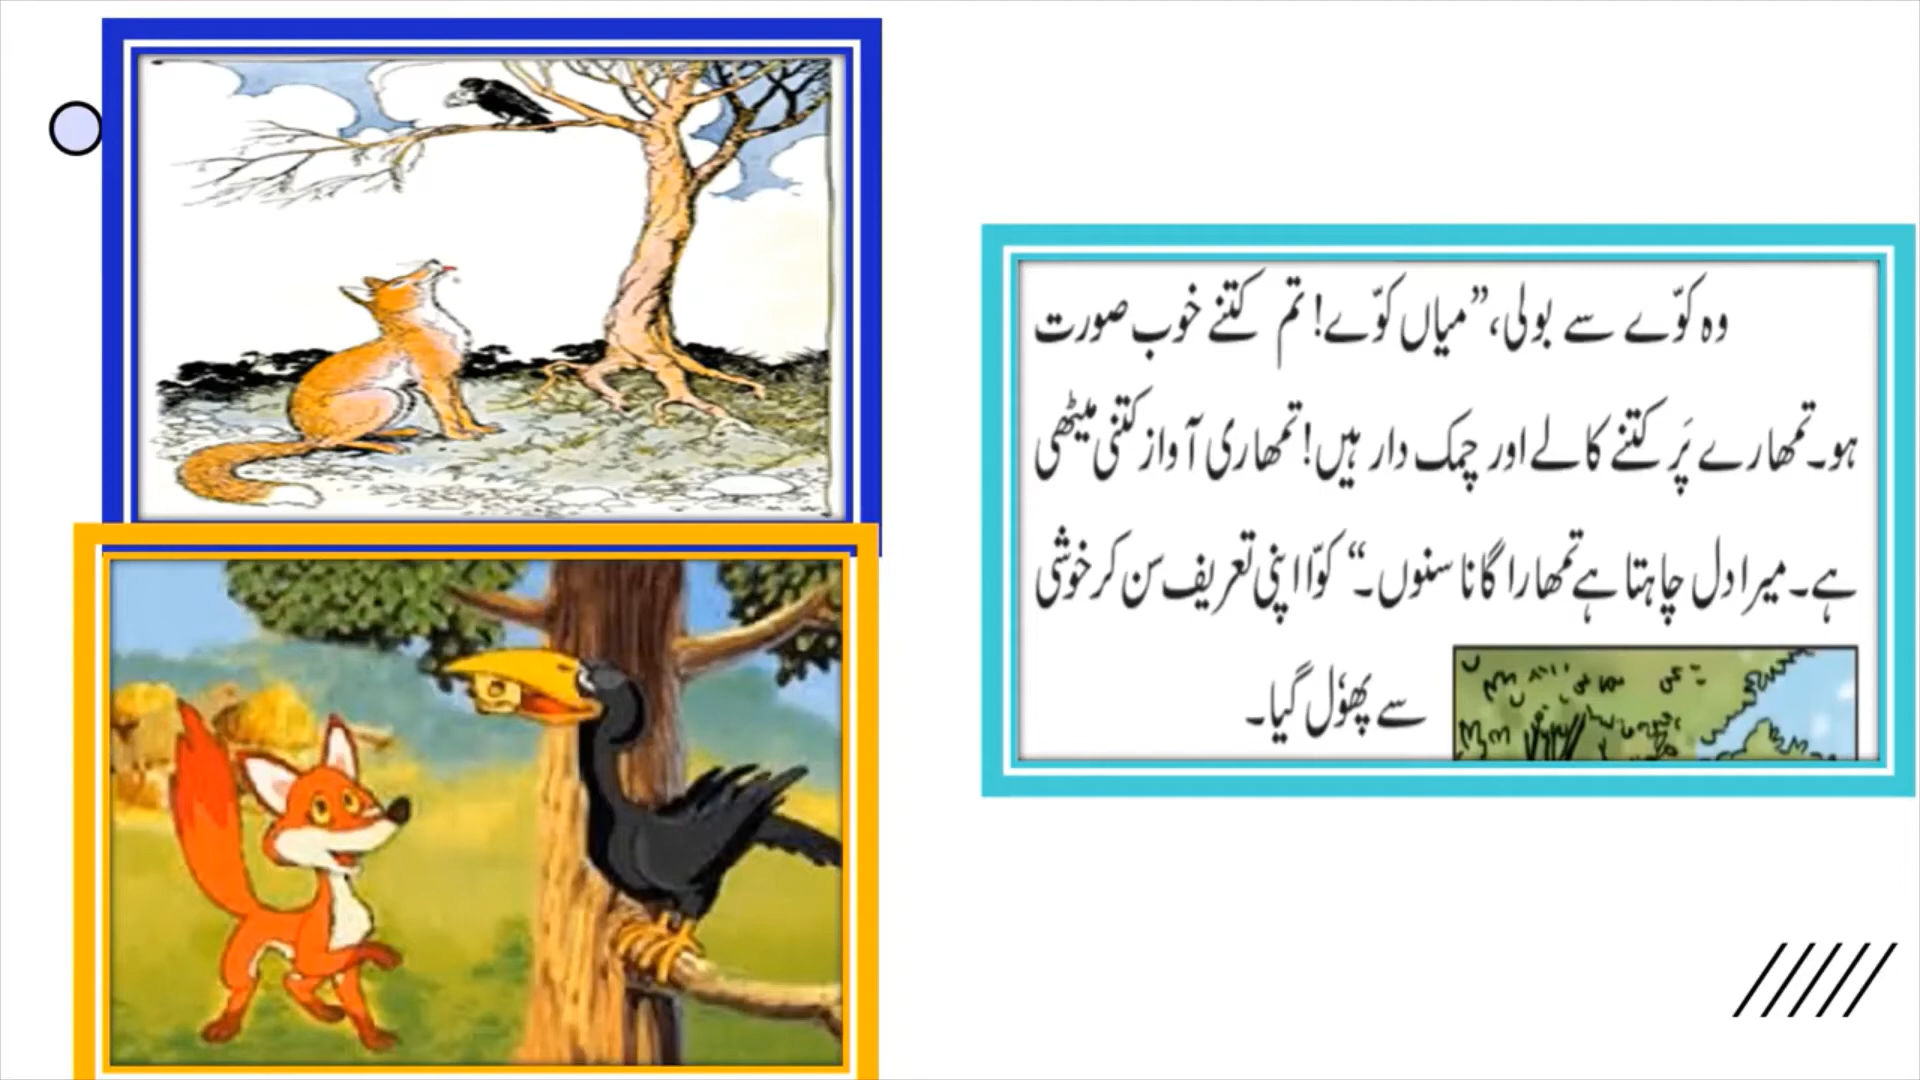 وہ کوّے سے بولی، ”میاں کوّے! تم کتنے خوب صورت
ہو۔ تمھارے پَر کتنے کالے اور چمک دار ہیں! تمھاری آواز کتنی میٹھی
ہے۔ میرا دل چاہتا ہے تمھارا گانا سنوں۔“ کوّا اپنی تعریف سن کر خوشی
سے پھوٗل گیا۔